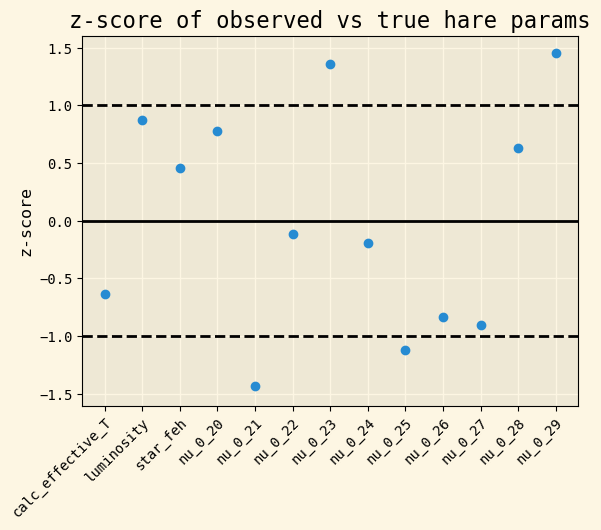 z-score of observed vs true hare params
z-score
1.5
1.0
0.5
0.0
−0.5
−1.0
−1.5
calc_effective_T
luminosity
star_feh
nu_0_20
nu_0_21
nu_0_22
nu_0_23
nu_0_24
nu_0_25
nu_0_26
nu_0_27
nu_0_28
nu_0_29